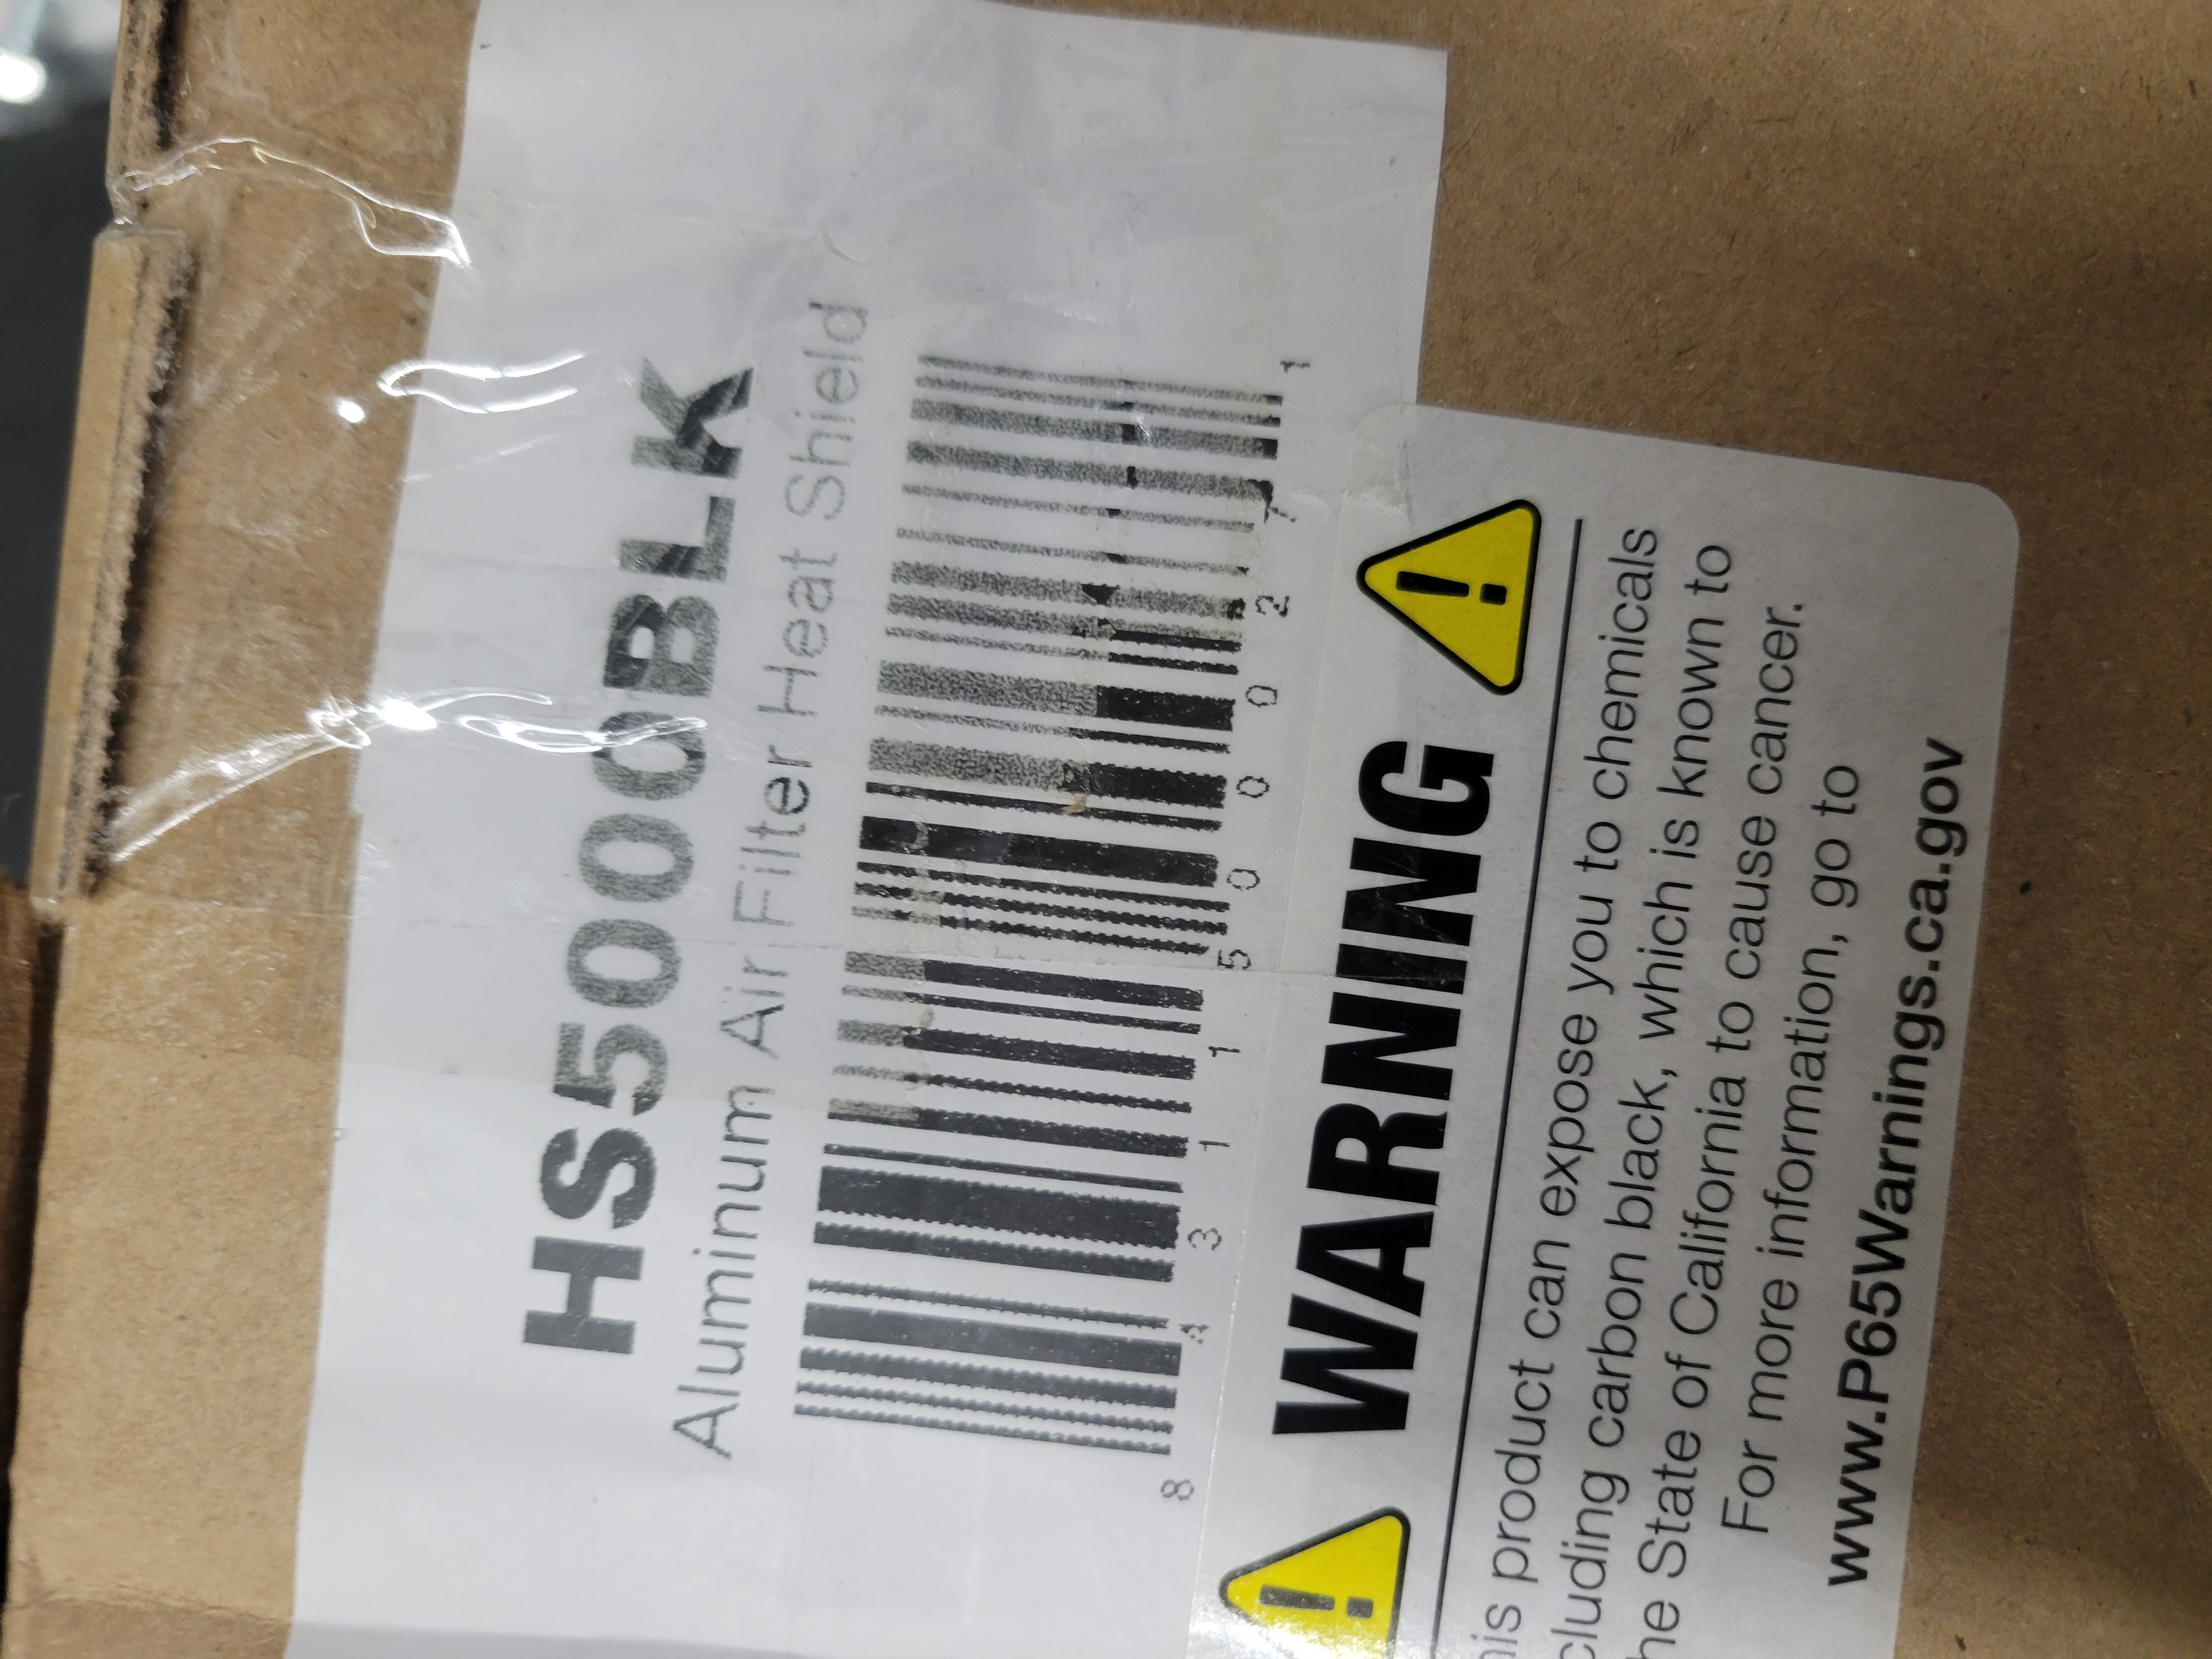 HS5000BLK
Aluminum Air Filter Heat Shield
8 4 3 1 1 5 0 0 0 2 7 1
WARNING
his product can expose you to chemicals
cluding carbon black, which is known to
he State of California to cause cancer.
For more information, go to
www.P65Warnings.ca.gov